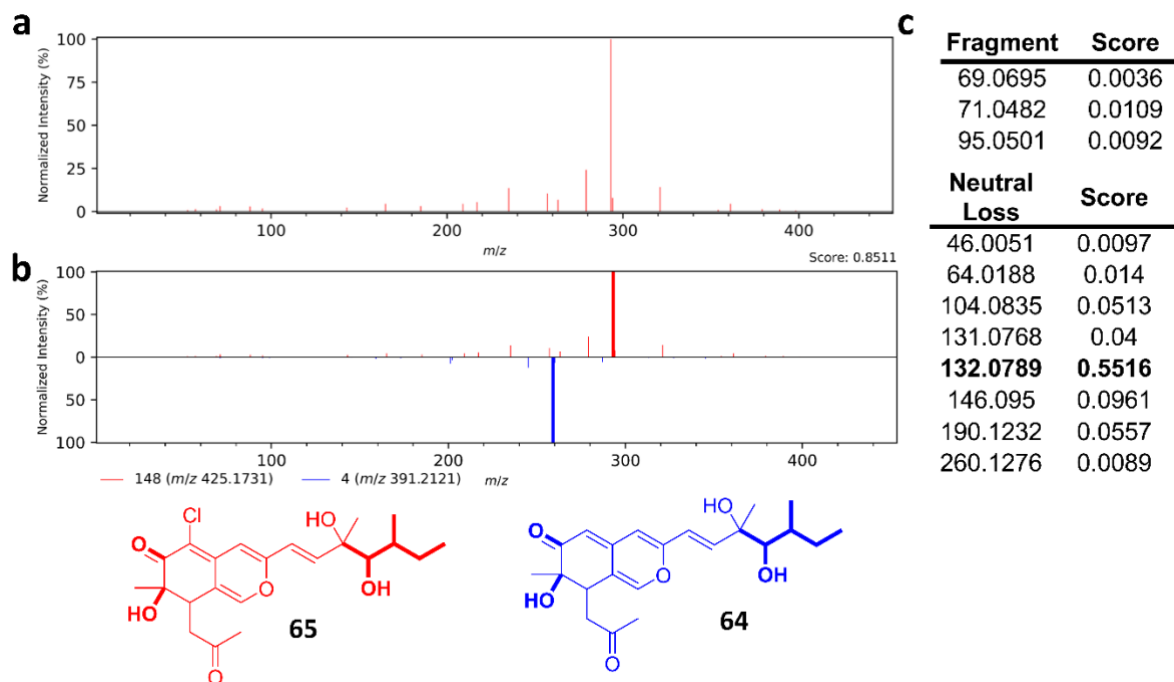 a
100
75
50
25
0
Normalized Intensity (%)
100
200
300
400
m/z
b
Score: 0.8511
100
50
0
50
100
Normalized Intensity (%)
100
200
300
400
148 (m/z 425.1731)
4 (m/z 391.2121)
m/z
Cl
O
HO
O
HO
OH
O
65
O
HO
O
HO
OH
O
64
c
Fragment Score
69.0695 0.0036
71.0482 0.0109
95.0501 0.0092
Neutral
Loss Score
46.0051 0.0097
64.0188 0.014
104.0835 0.0513
131.0768 0.04
132.0789 0.5516
146.095 0.0961
190.1232 0.0557
260.1276 0.0089